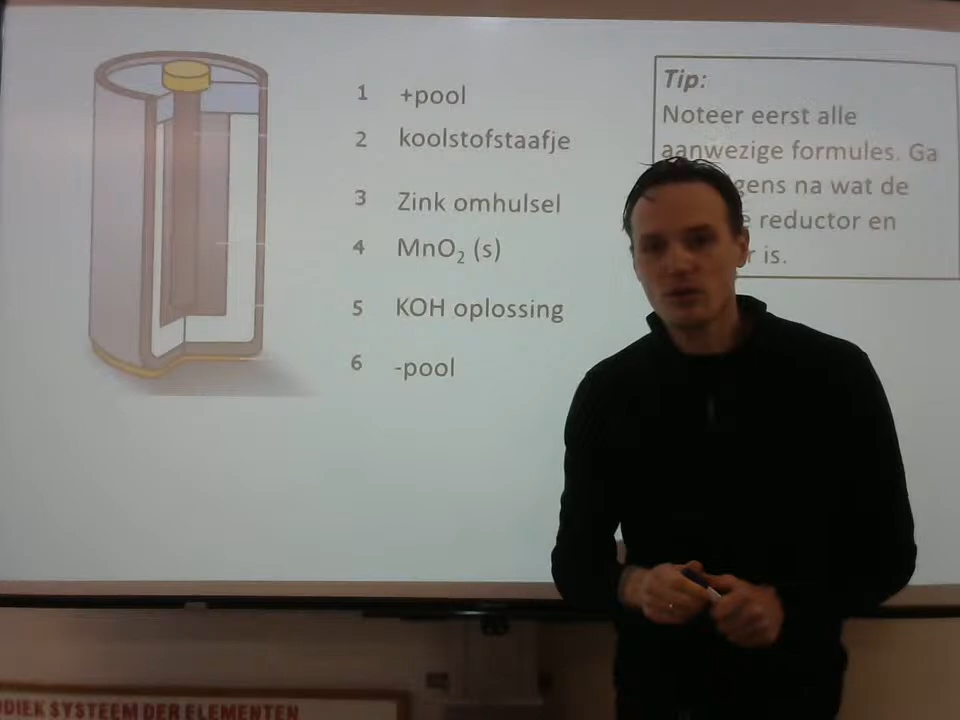 1 +pool
2 koolstofstaafje
3 Zink omhulsel
4 MnO₂ (s)
5 KOH oplossing
6 -pool
Tip:
Noteer eerst alle
aanwezige formules. Ga
gens na wat de
reductor en
is.
DIEK SYSTEEM DER ELEMENTEN